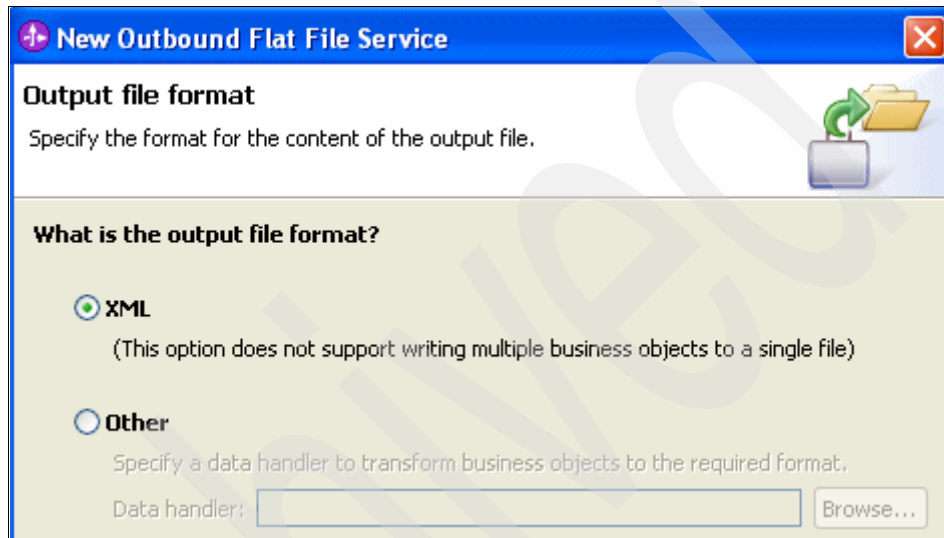 New Outbound Flat File Service
Output file format
Specify the format for the content of the output file.
What is the output file format?
XML
(This option does not support writing multiple business objects to a single file)
Other
Specify a data handler to transform business objects to the required format.
Data handler:
Browse...